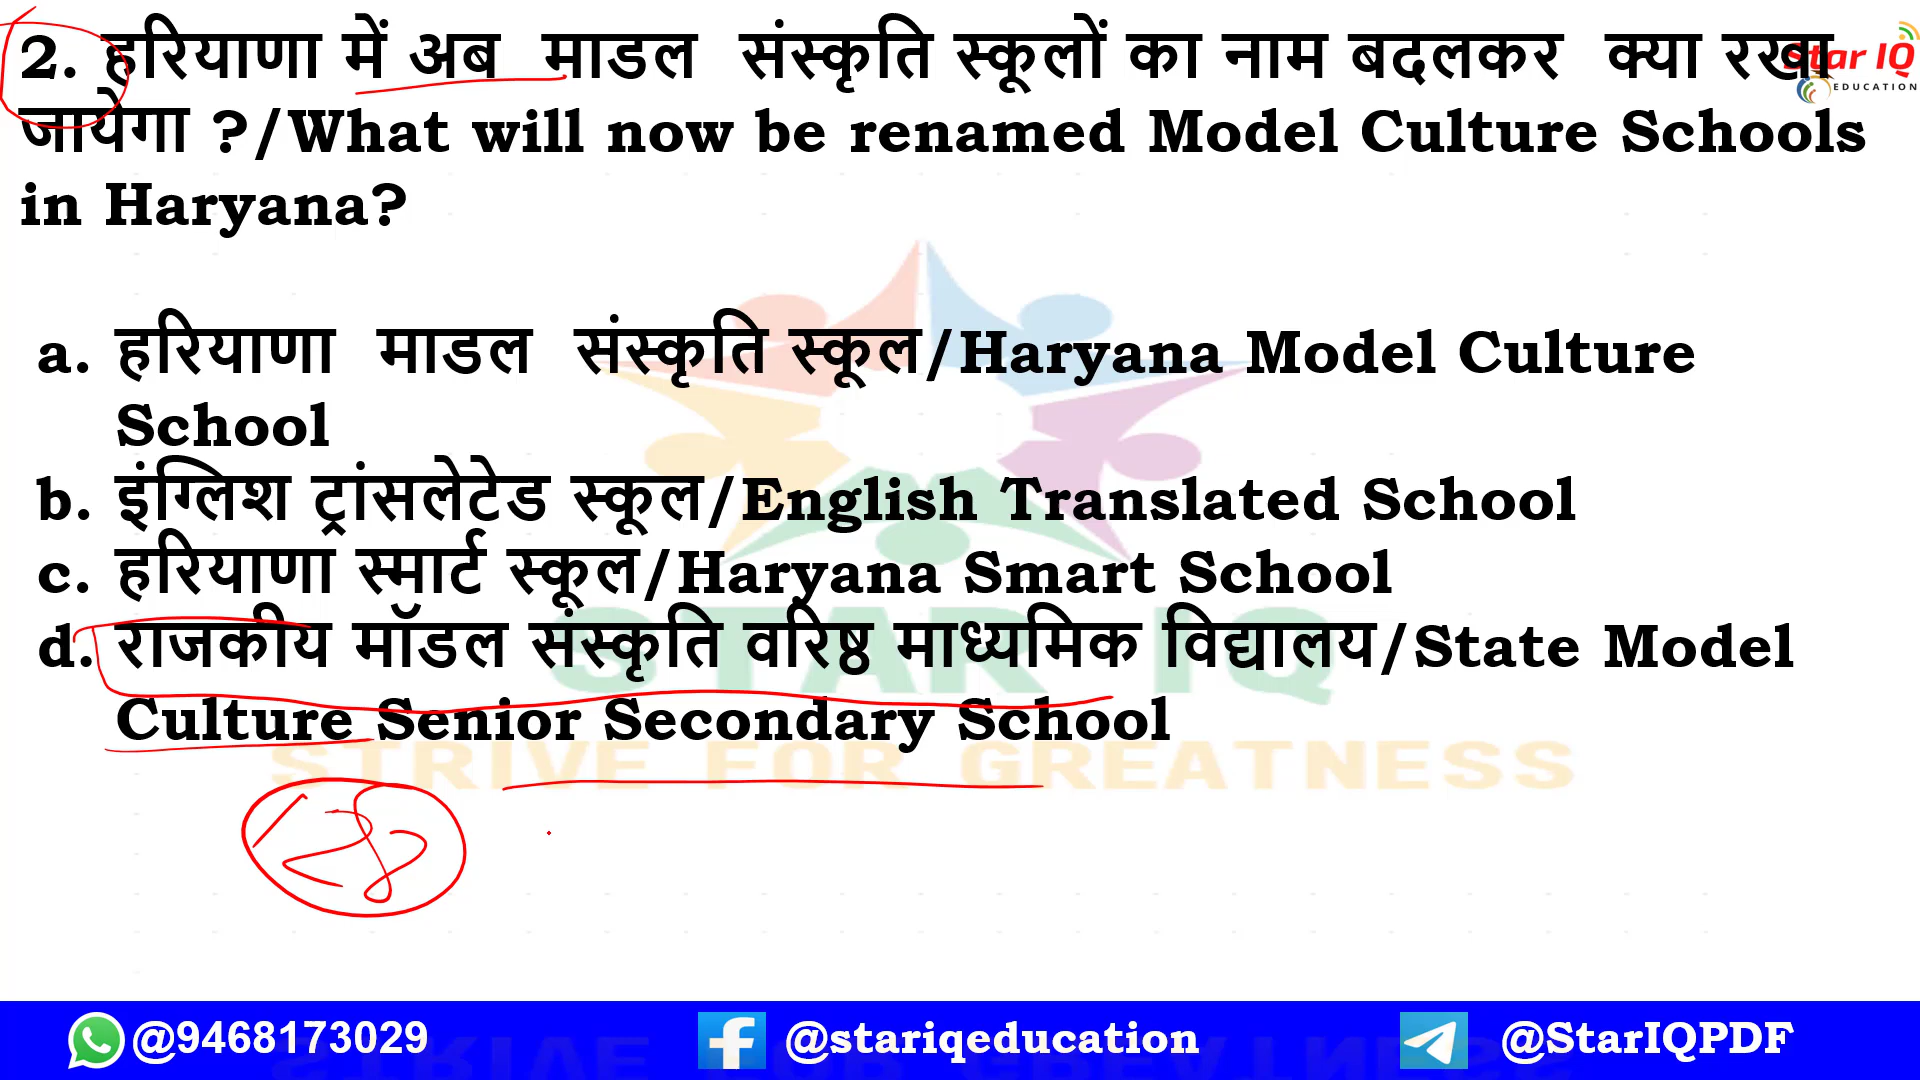 2. हरियाणा में अब माडल संस्कृति स्कूलों का नाम बदलकर क्या रखा
Star IQ
EDUCATION
जायेगा ?/What will now be renamed Model Culture Schools
in Haryana?
a. हरियाणा माडल संस्कृति स्कूल/Haryana Model Culture
School
b. इंग्लिश ट्रांसलेटेड स्कूल/English Translated School
c. हरियाणा स्मार्ट स्कूल/Haryana Smart School
d. राजकीय मॉडल संस्कृति वरिष्ठ माध्यमिक विद्यालय/State Model
Culture Senior Secondary School
STAR IQ
STRIVE FOR GREATNESS
@9468173029
@stariqeducation
@StarIQPDF